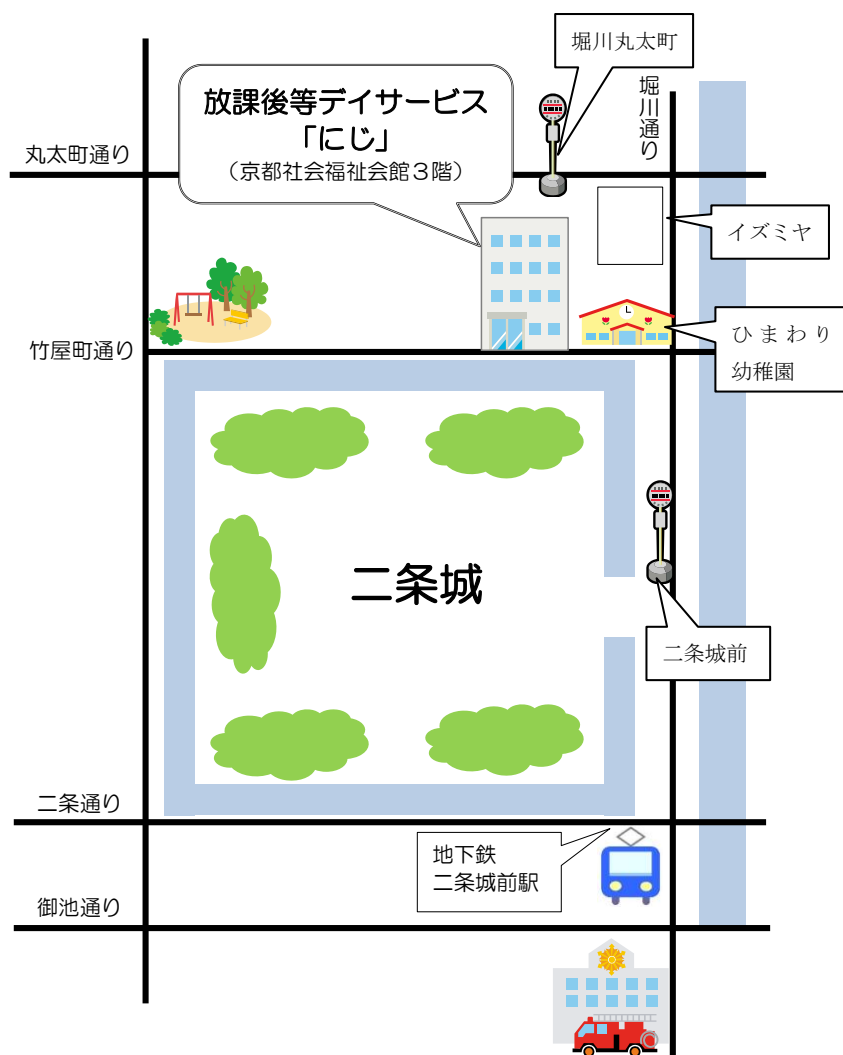 堀川丸太町
堀川通り
放課後等デイサービス
「にじ」
（京都社会福祉会館３階）
丸太町通り
イズミヤ
ひまわり
幼稚園
竹屋町通り
二条城
二条城前
二条通り
地下鉄
二条城前駅
御池通り